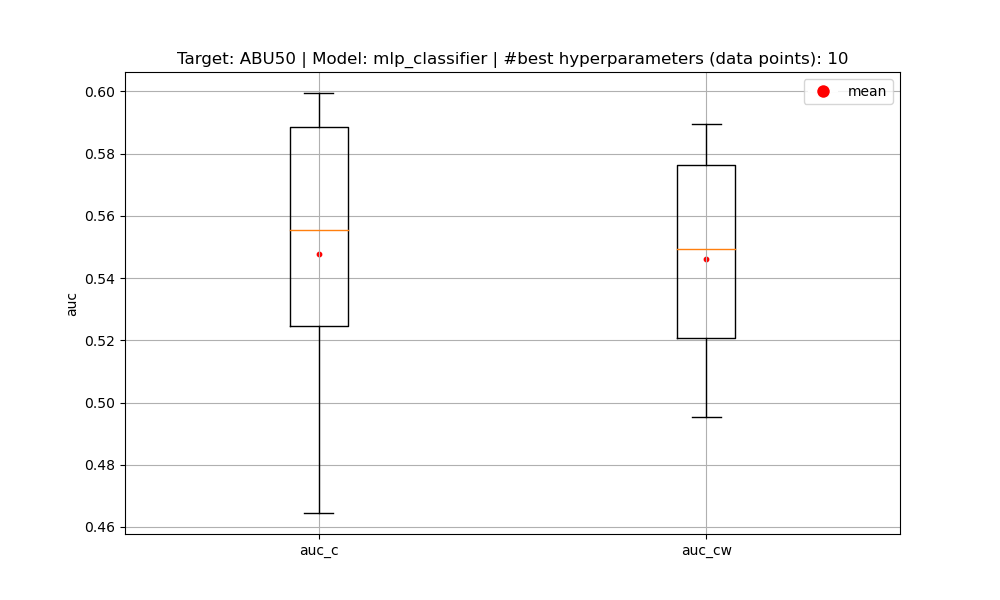 Target: ABU50 | Model: mlp_classifier | #best hyperparameters (data points): 10
mean
0.60
0.58
0.56
0.54
0.52
0.50
0.48
0.46
auc
auc_c
auc_cw